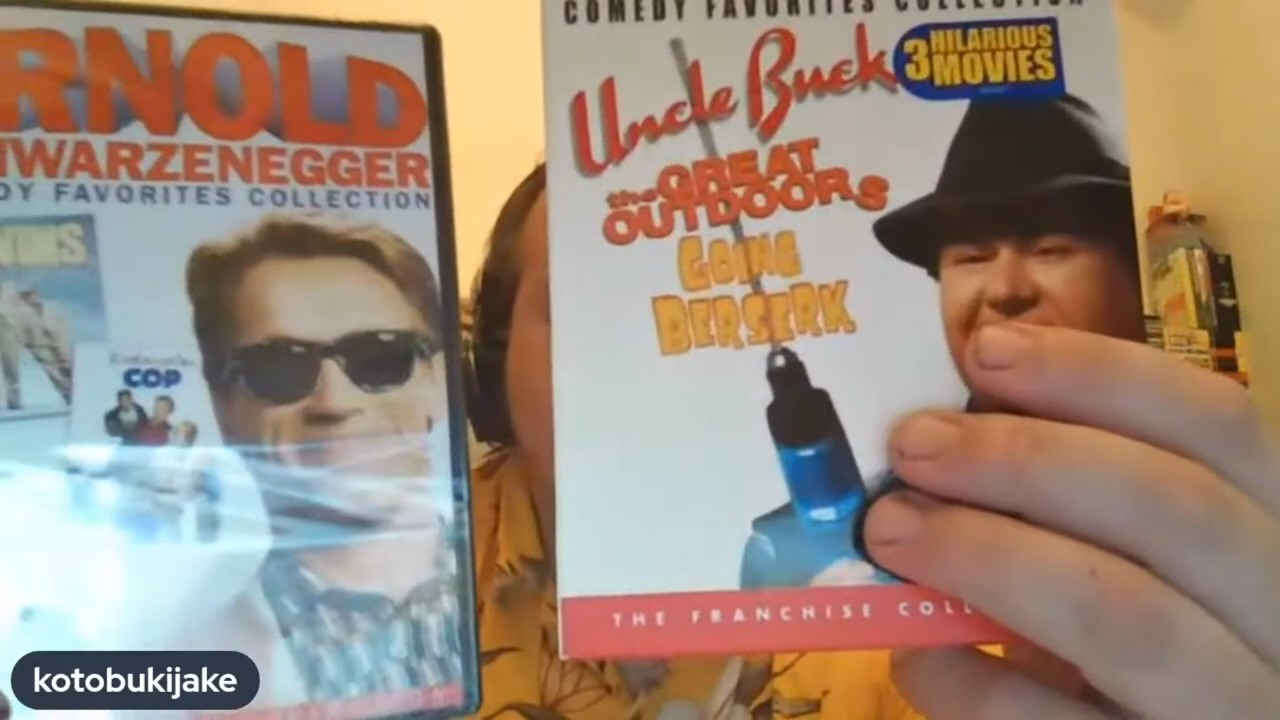 RNOLD
HWARZENEGGER
DY FAVORITES COLLECTION
COP
COMEDY FAVORITES COLLECTION
Uncle Buck
3 HILARIOUS MOVIES
the GREAT
OUTDOORS
GOING
BERSERK
THE FRANCHISE COLL
kotobukijake